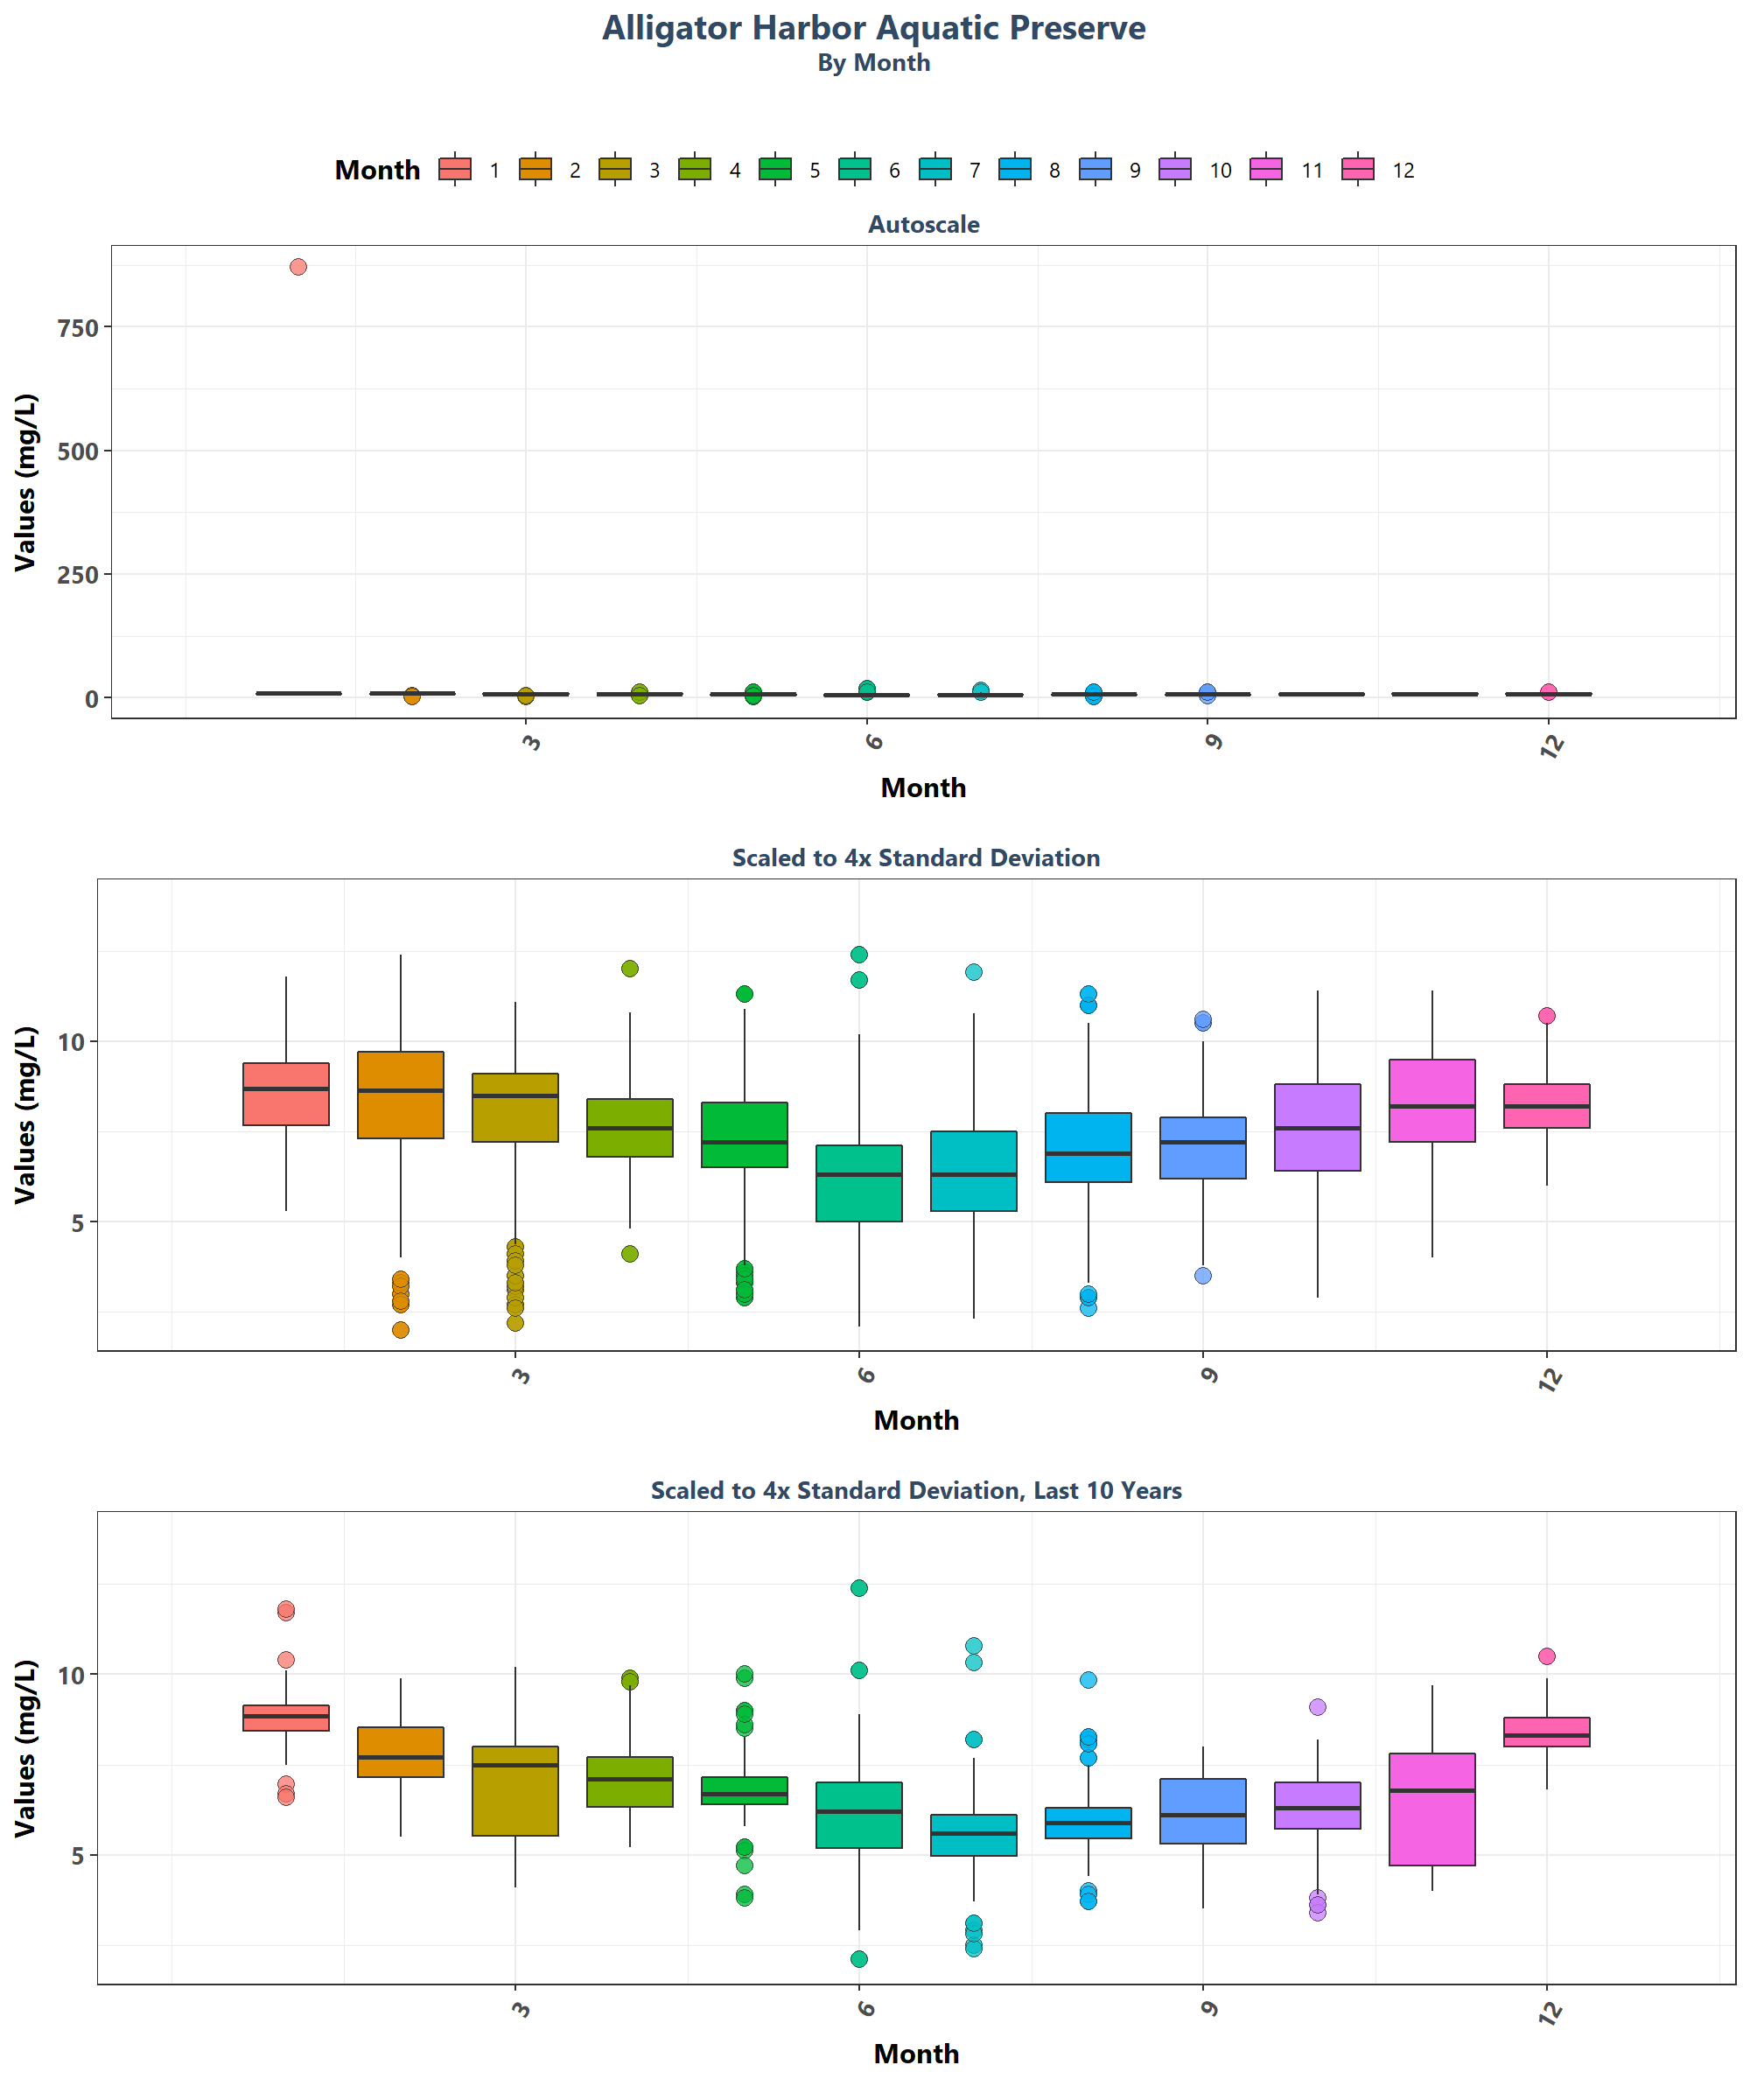 Alligator Harbor Aquatic Preserve
By Month
Month 1 2 3 4 5 6 7 8 9 10 11 12
Autoscale
Values (mg/L)
750
500
250
0
3 6 9 12
Month
Scaled to 4x Standard Deviation
Values (mg/L)
10
5
3 6 9 12
Month
Scaled to 4x Standard Deviation, Last 10 Years
Values (mg/L)
10
5
3 6 9 12
Month